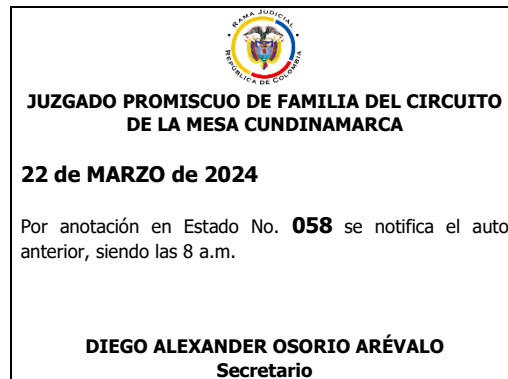 RAMA JUDICIAL
REPÚBLICA DE COLOMBIA
JUZGADO PROMISCUO DE FAMILIA DEL CIRCUITO
DE LA MESA CUNDINAMARCA
22 de MARZO de 2024
Por anotación en Estado No. 058 se notifica el auto
anterior, siendo las 8 a.m.
DIEGO ALEXANDER OSORIO ARÉVALO
Secretario